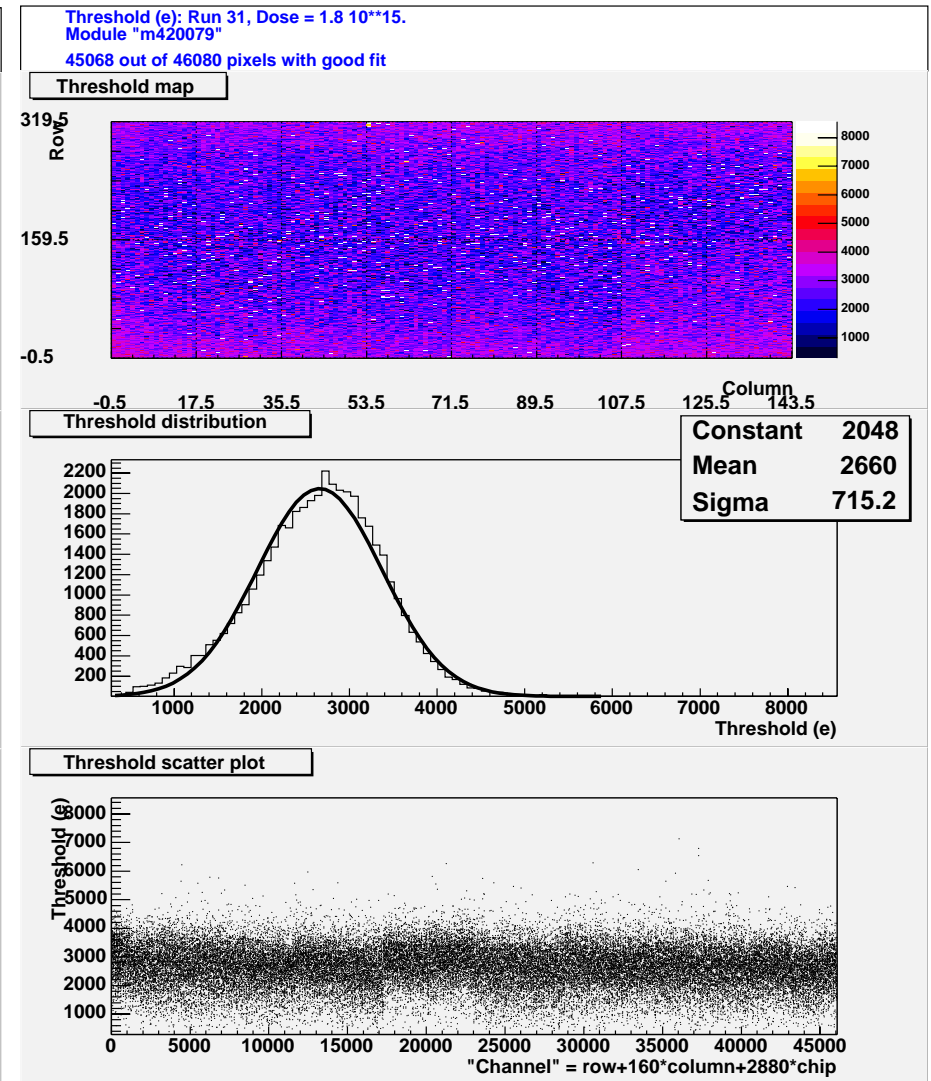 Threshold (e): Run 31, Dose = 1.8 10**15.
Module "m420079"
45068 out of 46080 pixels with good fit
Threshold map
319.5
Row
159.5
-0.5
8000
7000
6000
5000
4000
3000
2000
1000
Column
-0.5 17.5 35.5 53.5 71.5 89.5 107.5 125.5 143.5
Threshold distribution
Constant 2048
Mean 2660
Sigma 715.2
2200
2000
1800
1600
1400
1200
1000
800
600
400
200
1000 2000 3000 4000 5000 6000 7000 8000
Threshold (e)
Threshold scatter plot
Threshold (e)
8000
7000
6000
5000
4000
3000
2000
1000
0 5000 10000 15000 20000 25000 30000 35000 40000 45000
"Channel" = row+160*column+2880*chip